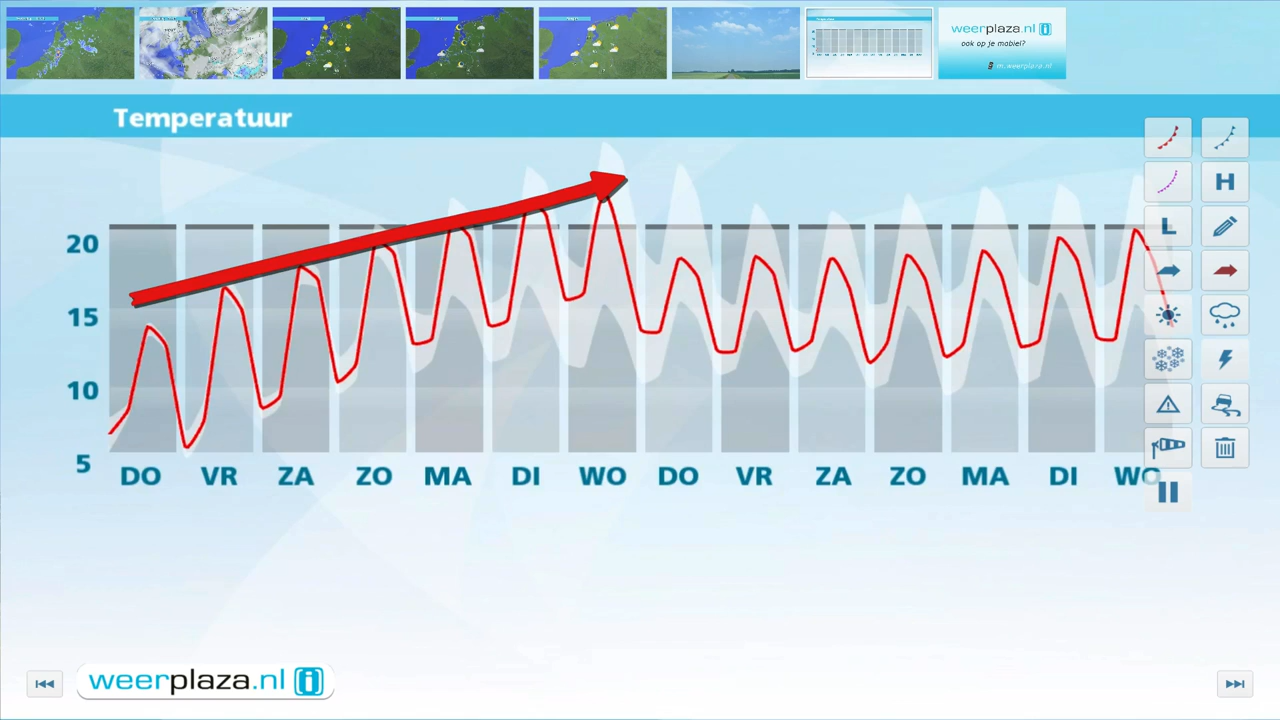 weerplaza.nl
ook op je mobiel?
m.weerplaza.nl
Temperatuur
H
L
20
15
10
5
DO VR ZA ZO MA DI WO DO VR ZA ZO MA DI WO
weerplaza.nl